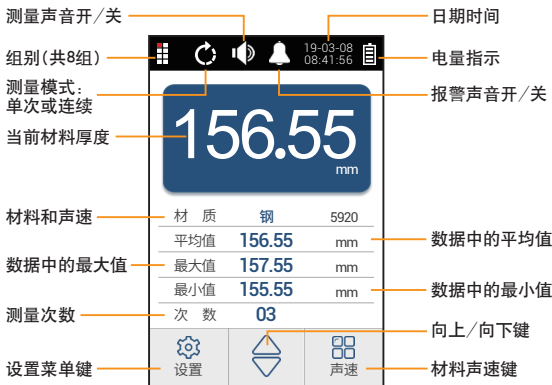 测量声音开/关
日期时间
组别(共8组)
19-03-08
08:41:56
电量指示
测量模式：
单次或连续
报警声音开/关
当前材料厚度
156.55
mm
材料和声速
材 质 钢 5920
平均值 156.55 mm
数据中的平均值
数据中的最大值
最大值 157.55 mm
最小值 155.55 mm
数据中的最小值
测量次数
次 数 03
向上/向下键
设置菜单键
设置
声速
材料声速键